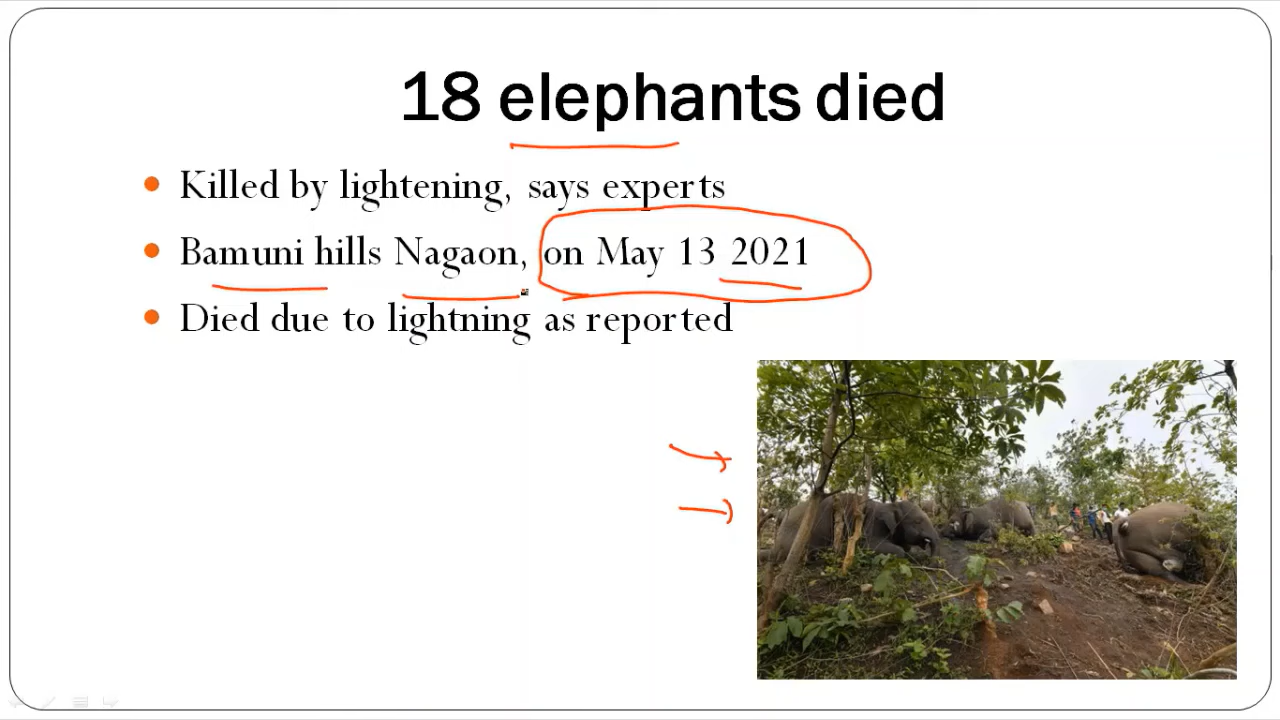 18 elephants died
Killed by lightening, says experts
Bamuni hills Nagaon, on May 13 2021
Died due to lightning as reported